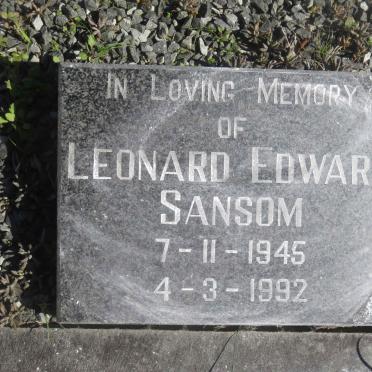 IN LOVING MEMORY
OF
LEONARD EDWAR
SANSOM
7-11-1945
4-3-1992